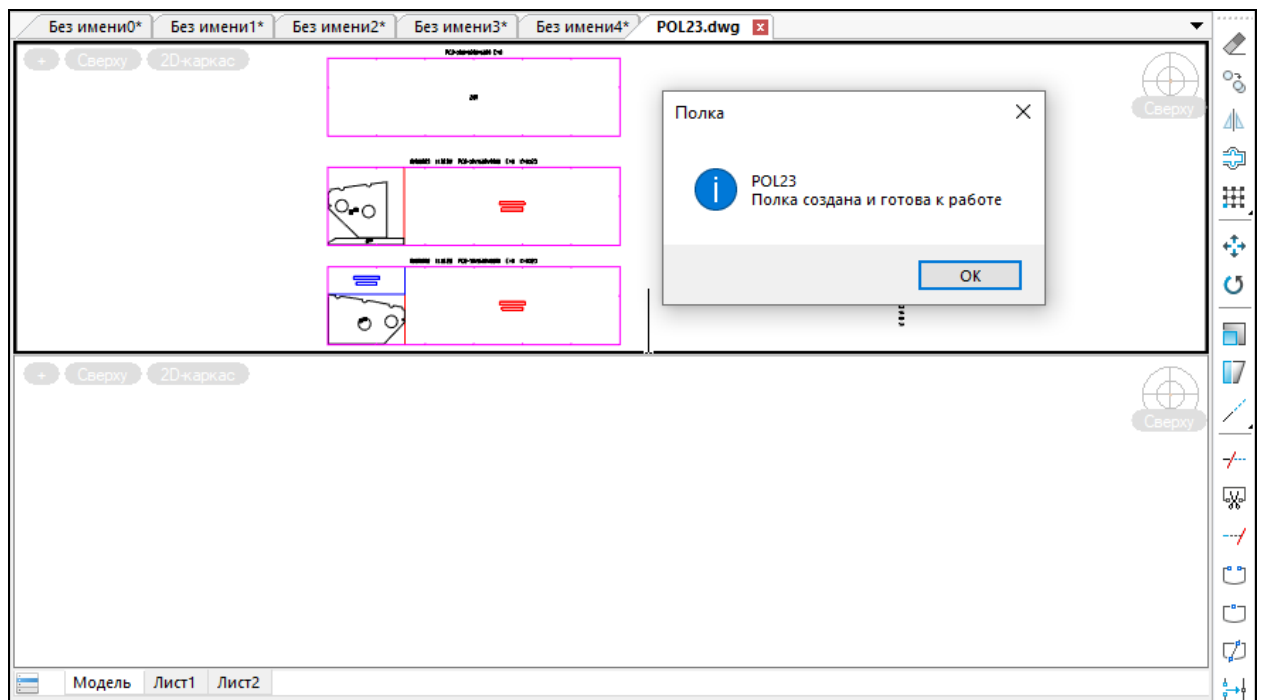 Без имени0*
Без имени1*
Без имени2*
Без имени3*
Без имени4*
POL23.dwg
+ Сверху 2D-каркас
Сверху
Полка
POL23
Полка создана и готова к работе
OK
+ Сверху 2D-каркас
Сверху
Модель Лист1 Лист2